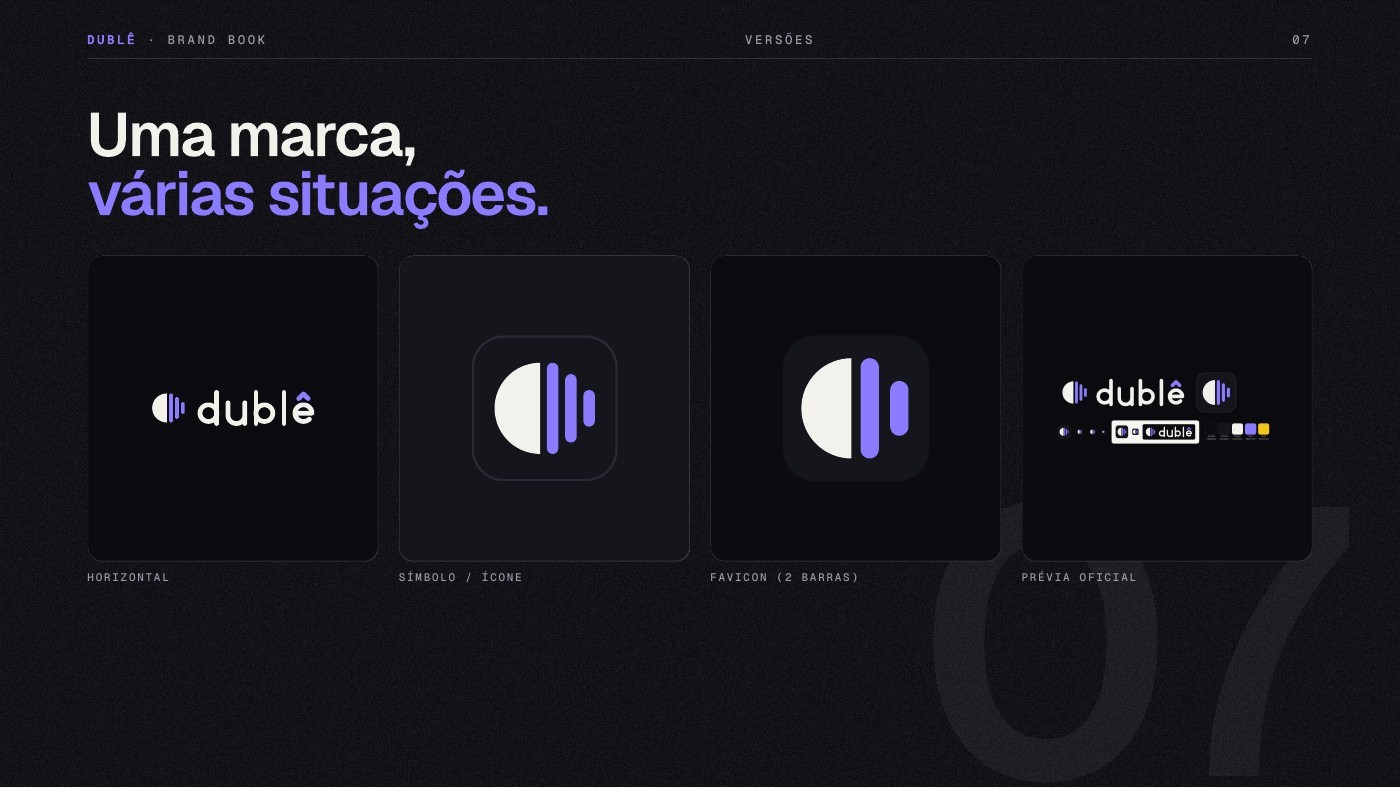 DUBLÊ · BRAND BOOK
VERSÕES
07
Uma marca,
várias situações.
dublê
dublê
dublê
HORIZONTAL
SÍMBOLO / ÍCONE
FAVICON (2 BARRAS)
PRÉVIA OFICIAL
07